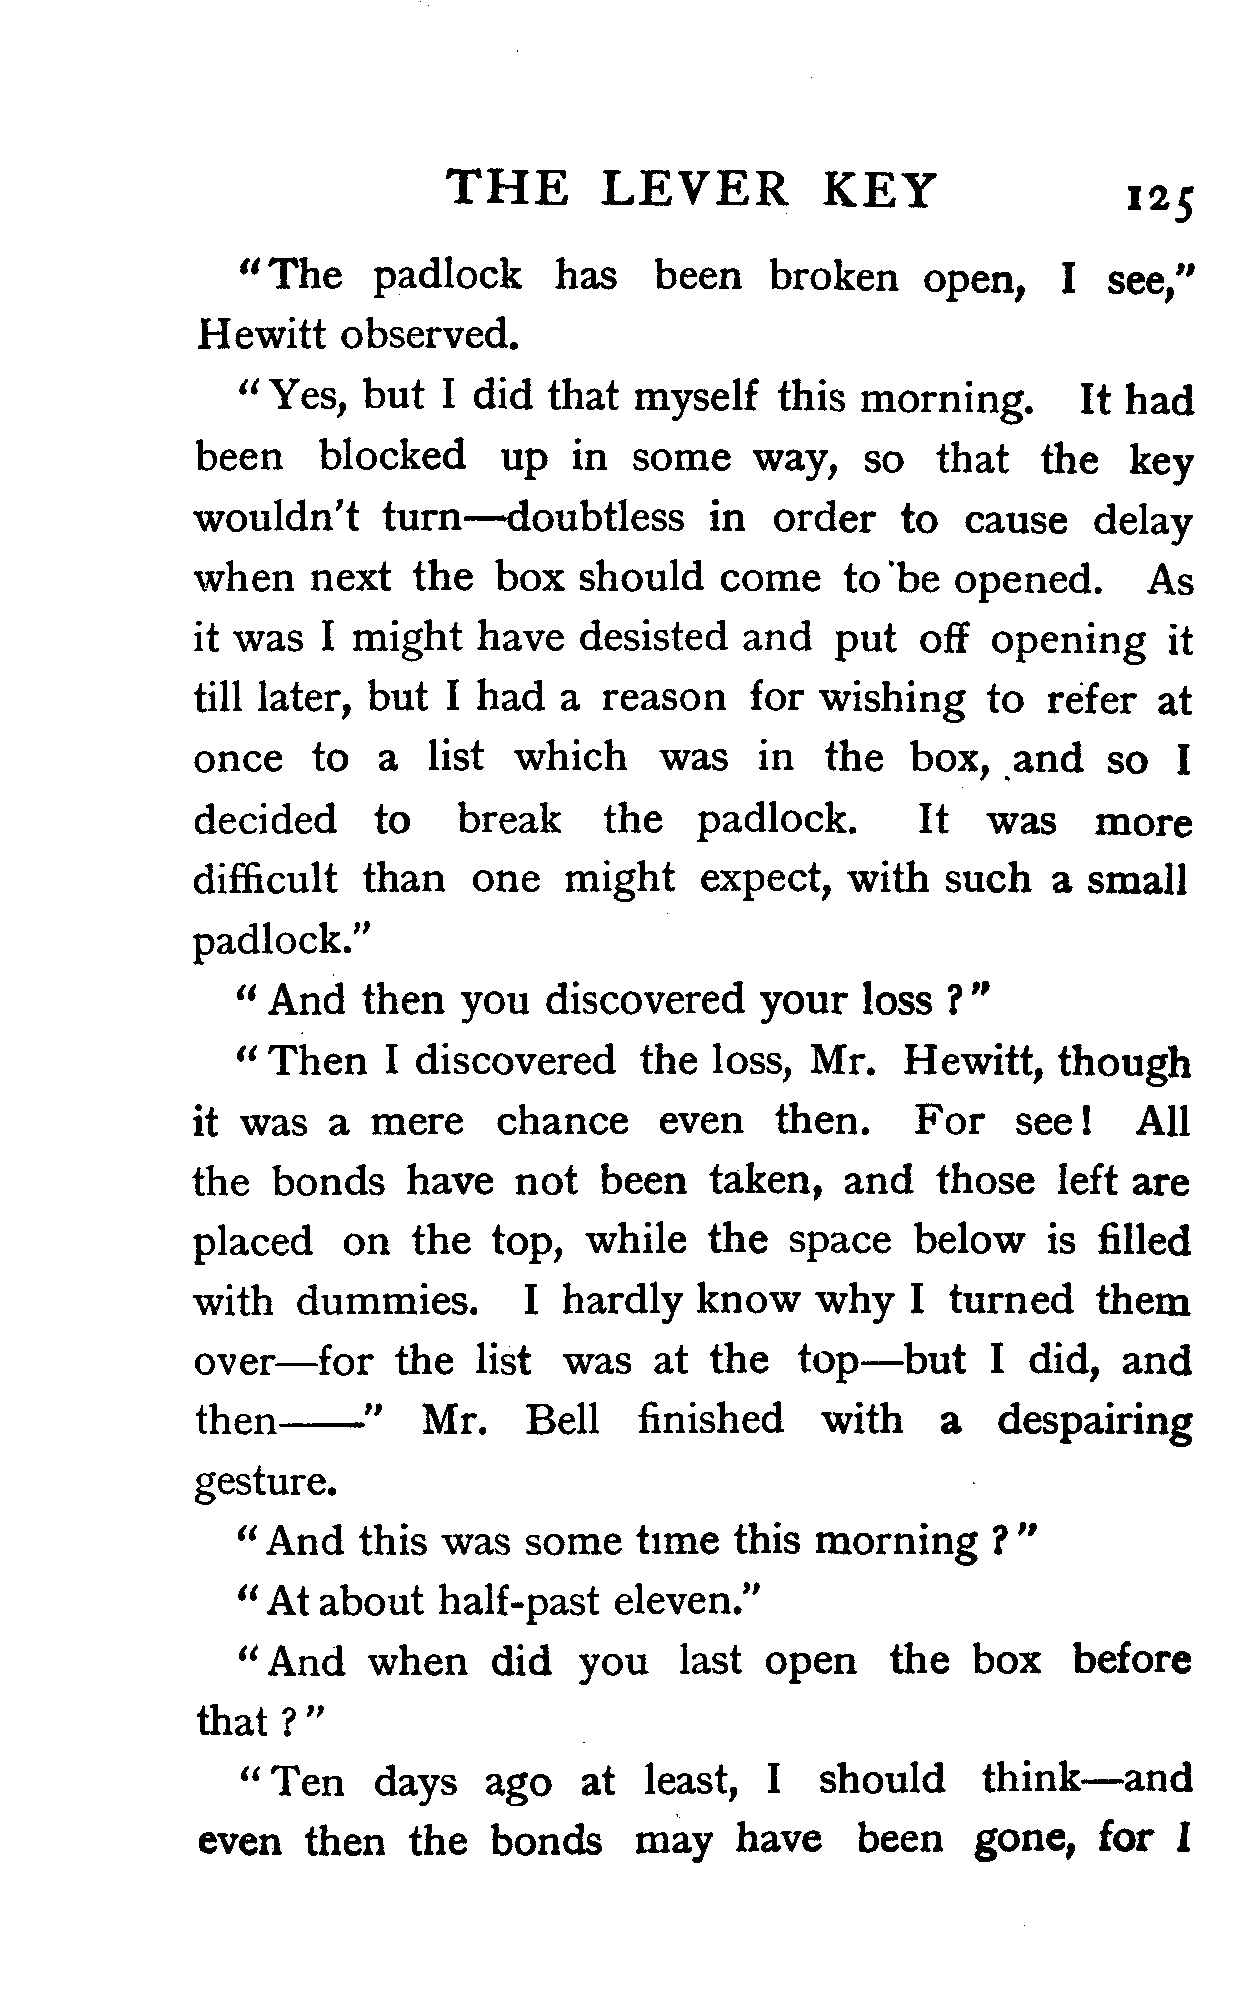 THE LEVER KEY 125
"The padlock has been broken open, I see,"
Hewitt observed.
"Yes, but I did that myself this morning. It had
been blocked up in some way, so that the key
wouldn't turn—doubtless in order to cause delay
when next the box should come to be opened. As
it was I might have desisted and put off opening it
till later, but I had a reason for wishing to refer at
once to a list which was in the box, and so I
decided to break the padlock. It was more
difficult than one might expect, with such a small
padlock."
"And then you discovered your loss?"
"Then I discovered the loss, Mr. Hewitt, though
it was a mere chance even then. For see! All
the bonds have not been taken, and those left are
placed on the top, while the space below is filled
with dummies. I hardly know why I turned them
over—for the list was at the top—but I did, and
then——" Mr. Bell finished with a despairing
gesture.
"And this was some time this morning?"
"At about half-past eleven."
"And when did you last open the box before
that?"
"Ten days ago at least, I should think—and
even then the bonds may have been gone, for I